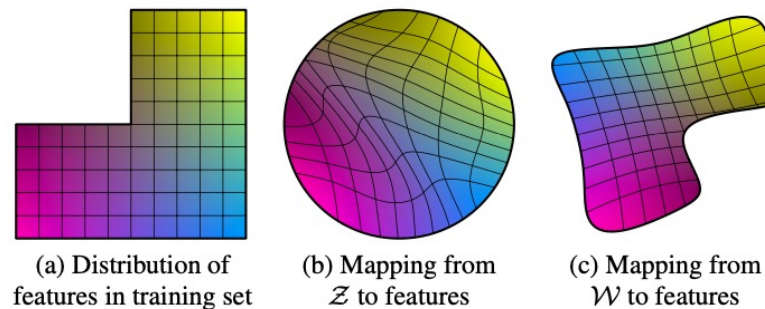 (a) Distribution of
features in training set
(b) Mapping from
𝒵 to features
(c) Mapping from
𝒲 to features